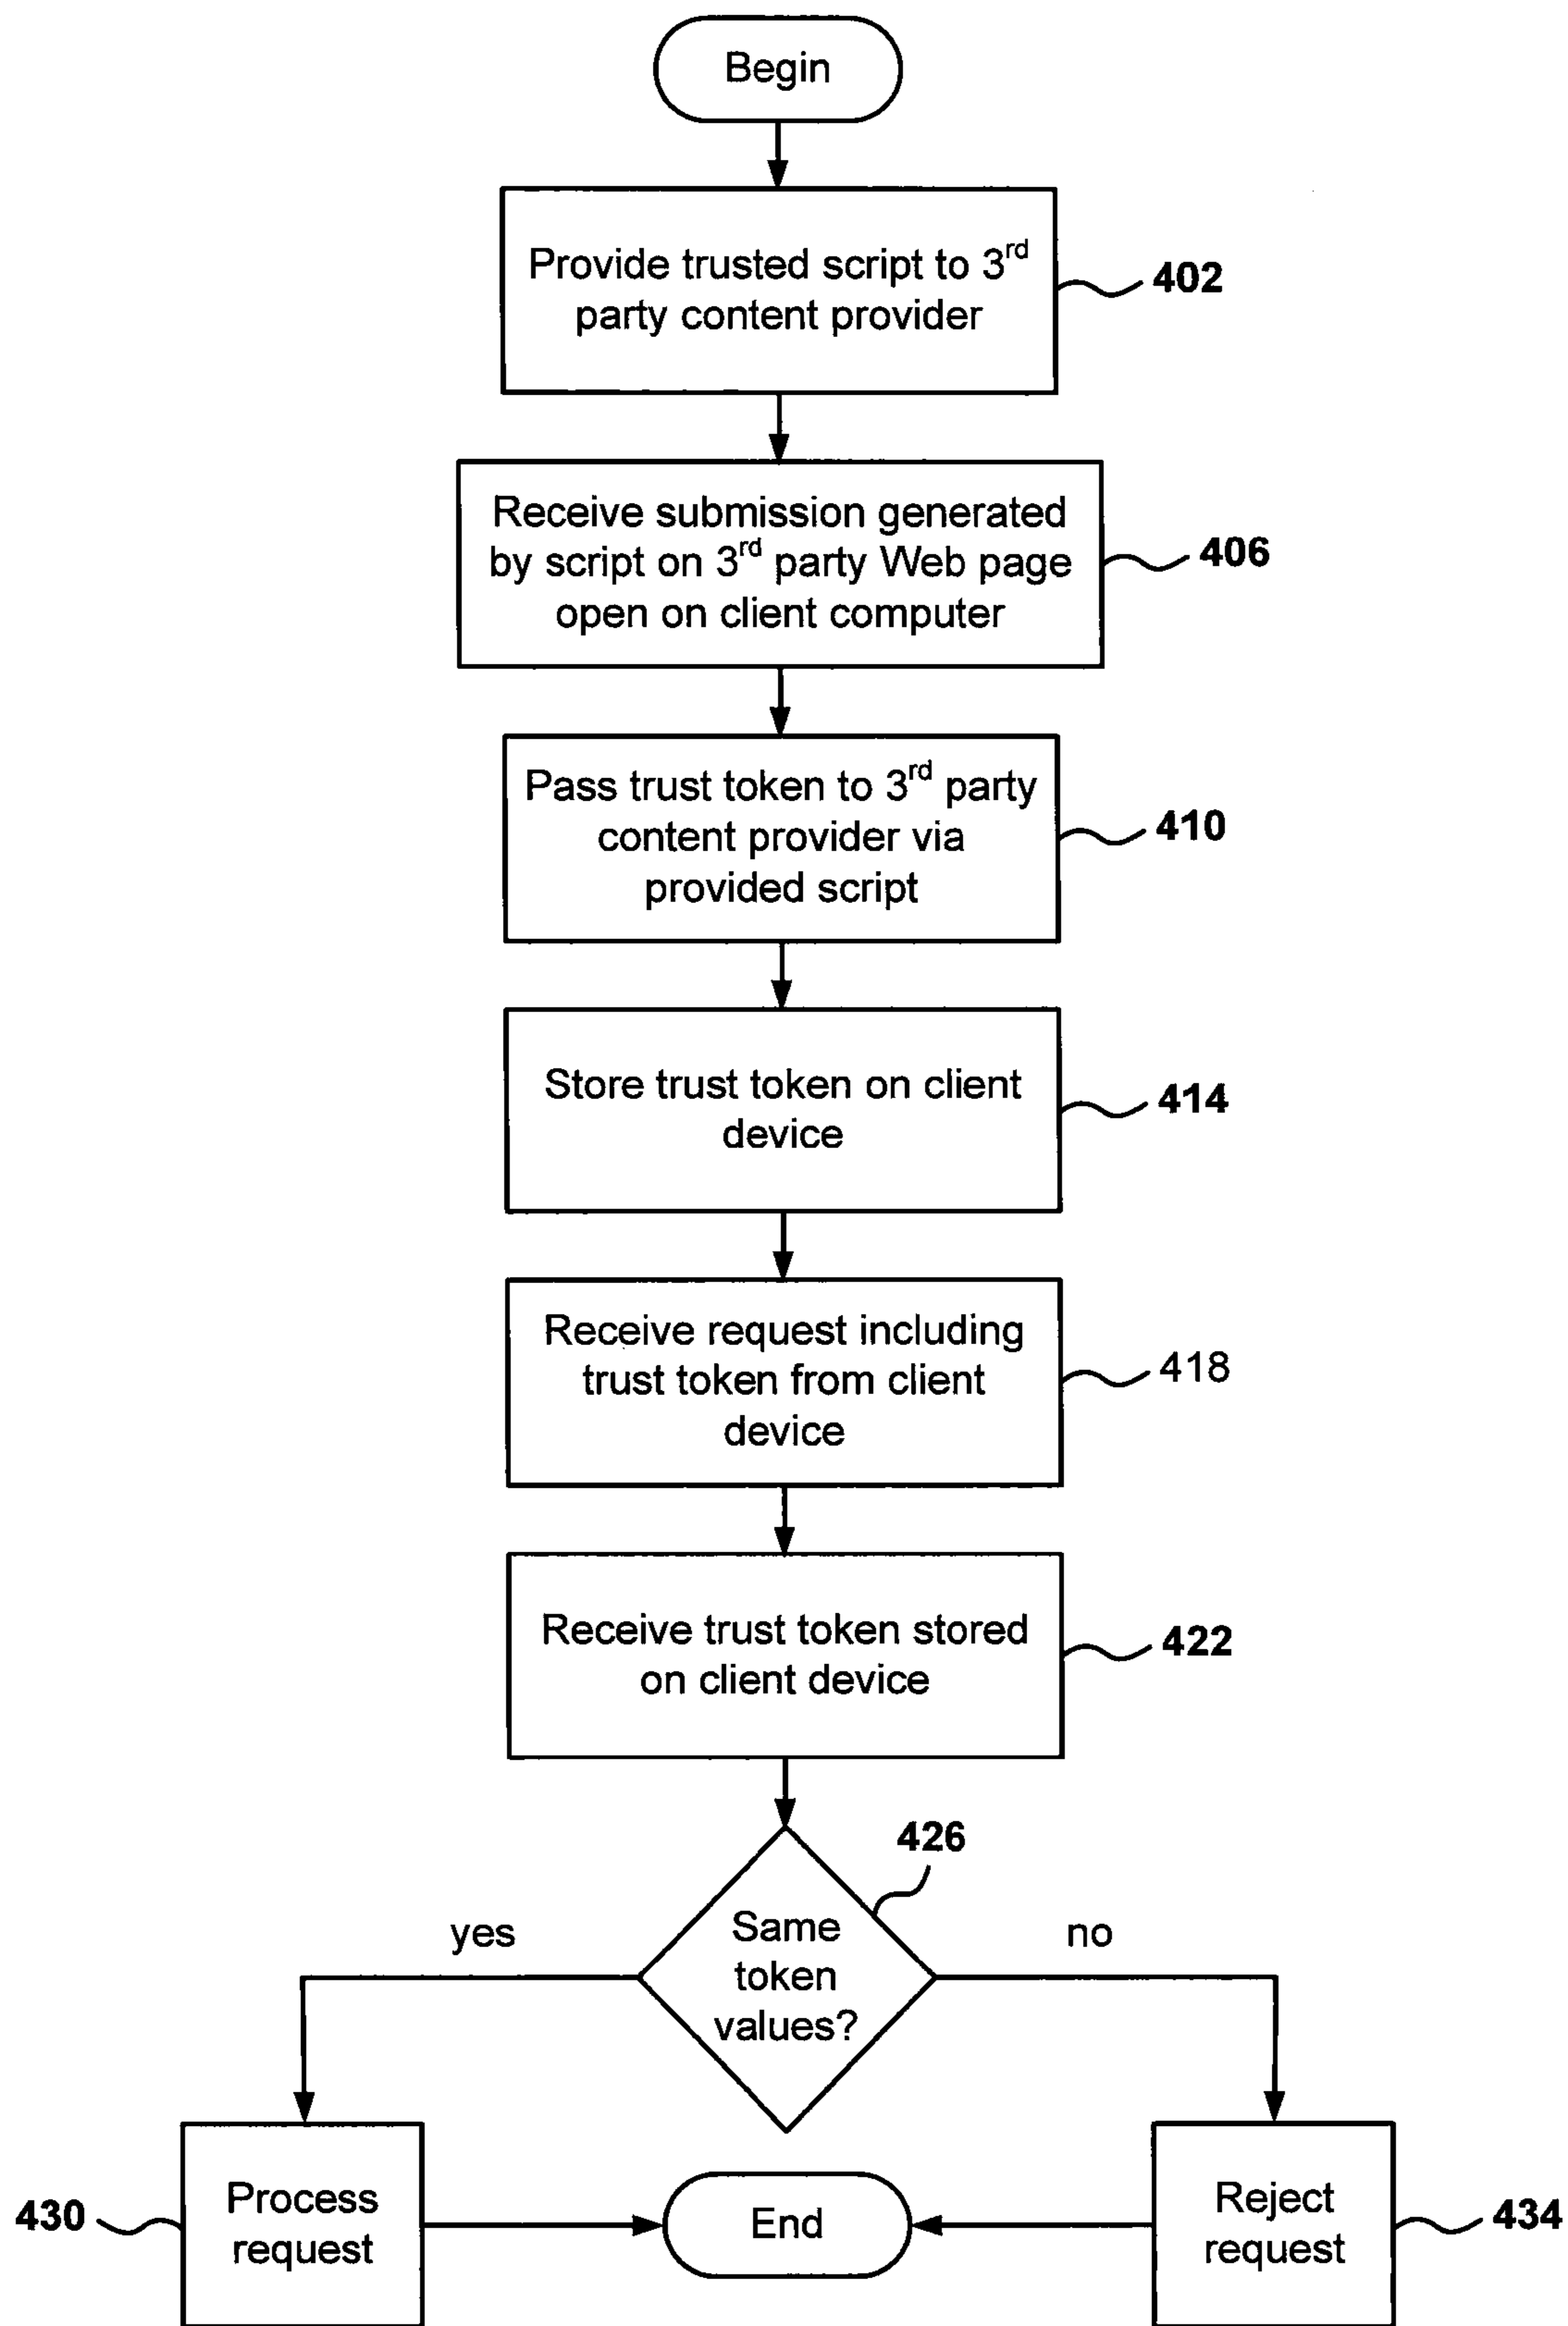 Begin
Provide trusted script to 3rd
party content provider
402
Receive submission generated
by script on 3rd party Web page
open on client computer
406
Pass trust token to 3rd party
content provider via
provided script
410
Store trust token on client
device
414
Receive request including
trust token from client
device
418
Receive trust token stored
on client device
422
426
Same
token
values?
yes
no
430
Process
request
End
Reject
request
434